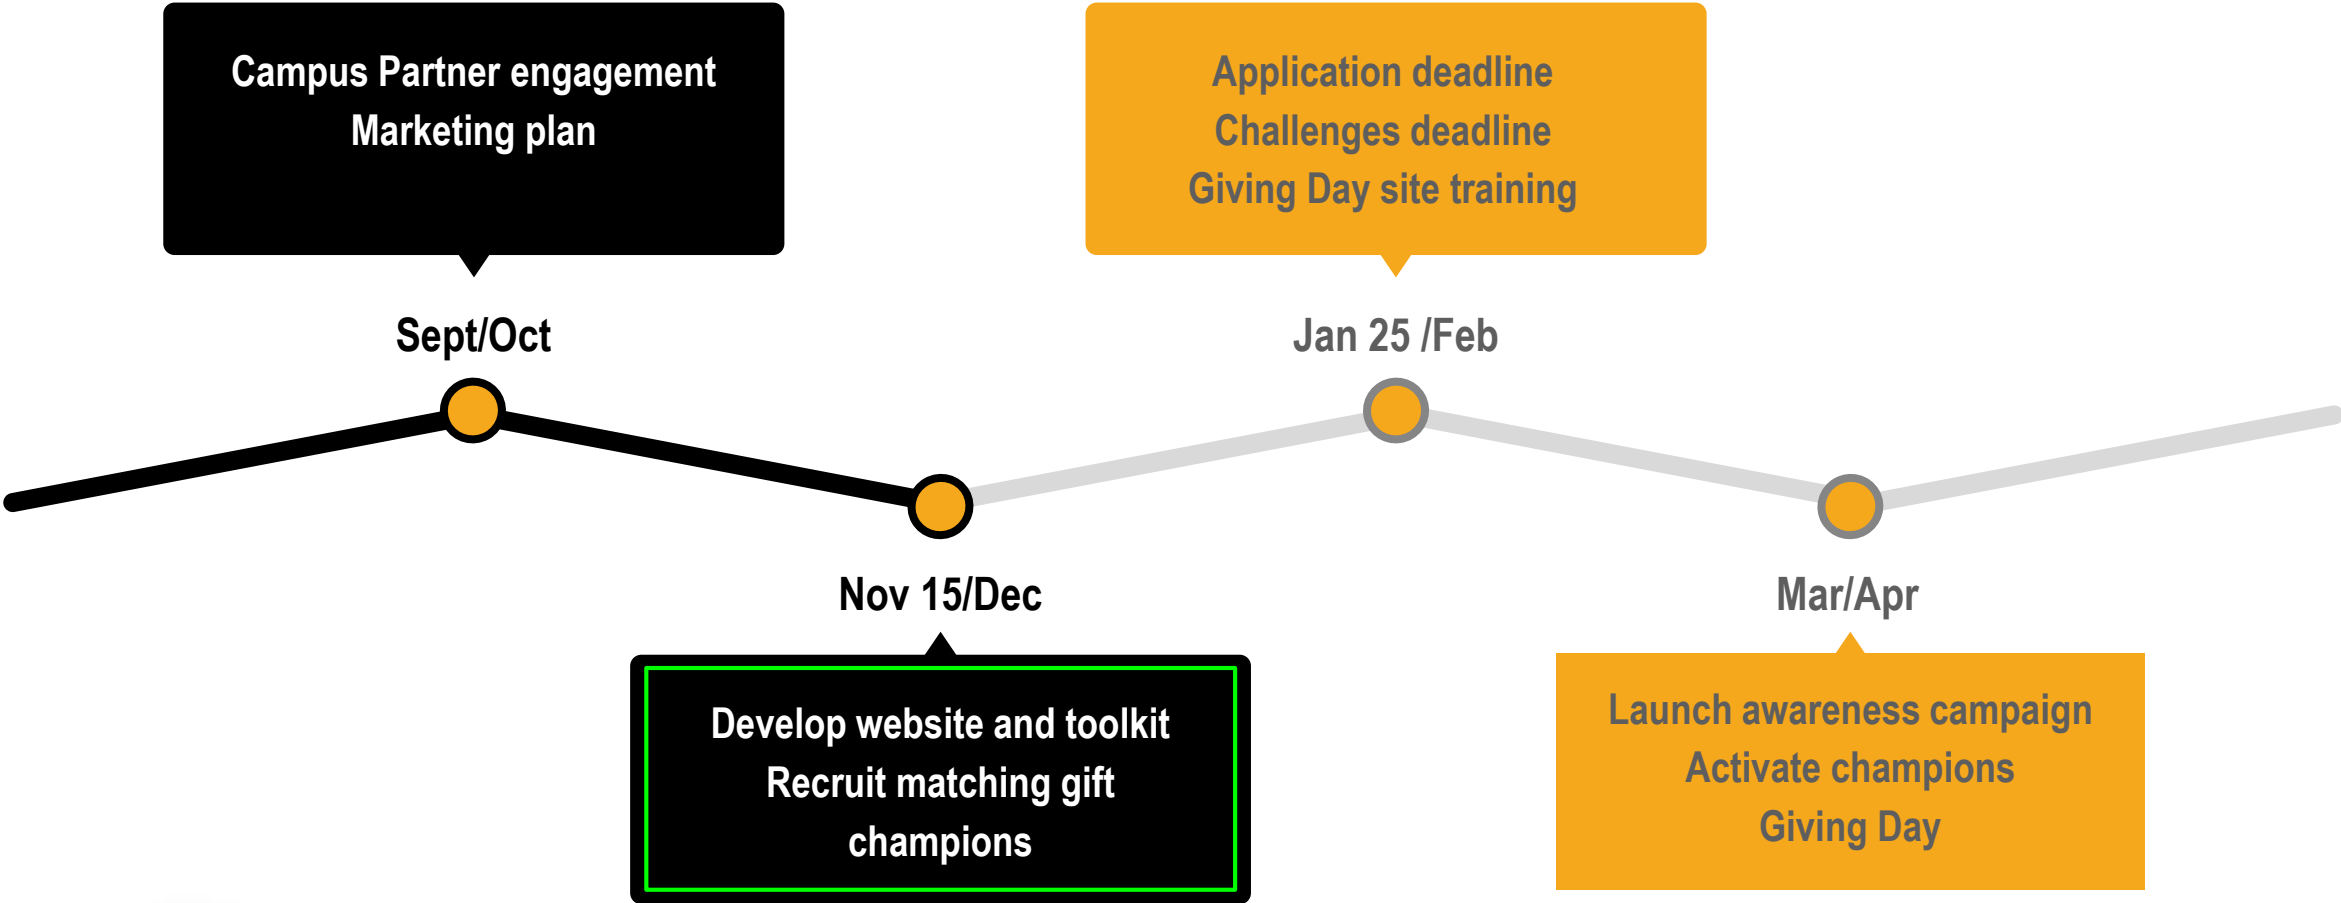 Campus Partner engagement
Marketing plan
Sept/Oct
Nov 15/Dec
Develop website and toolkit
Recruit matching gift
champions
Application deadline
Challenges deadline
Giving Day site training
Jan 25 /Feb
Mar/Apr
Launch awareness campaign
Activate champions
Giving Day